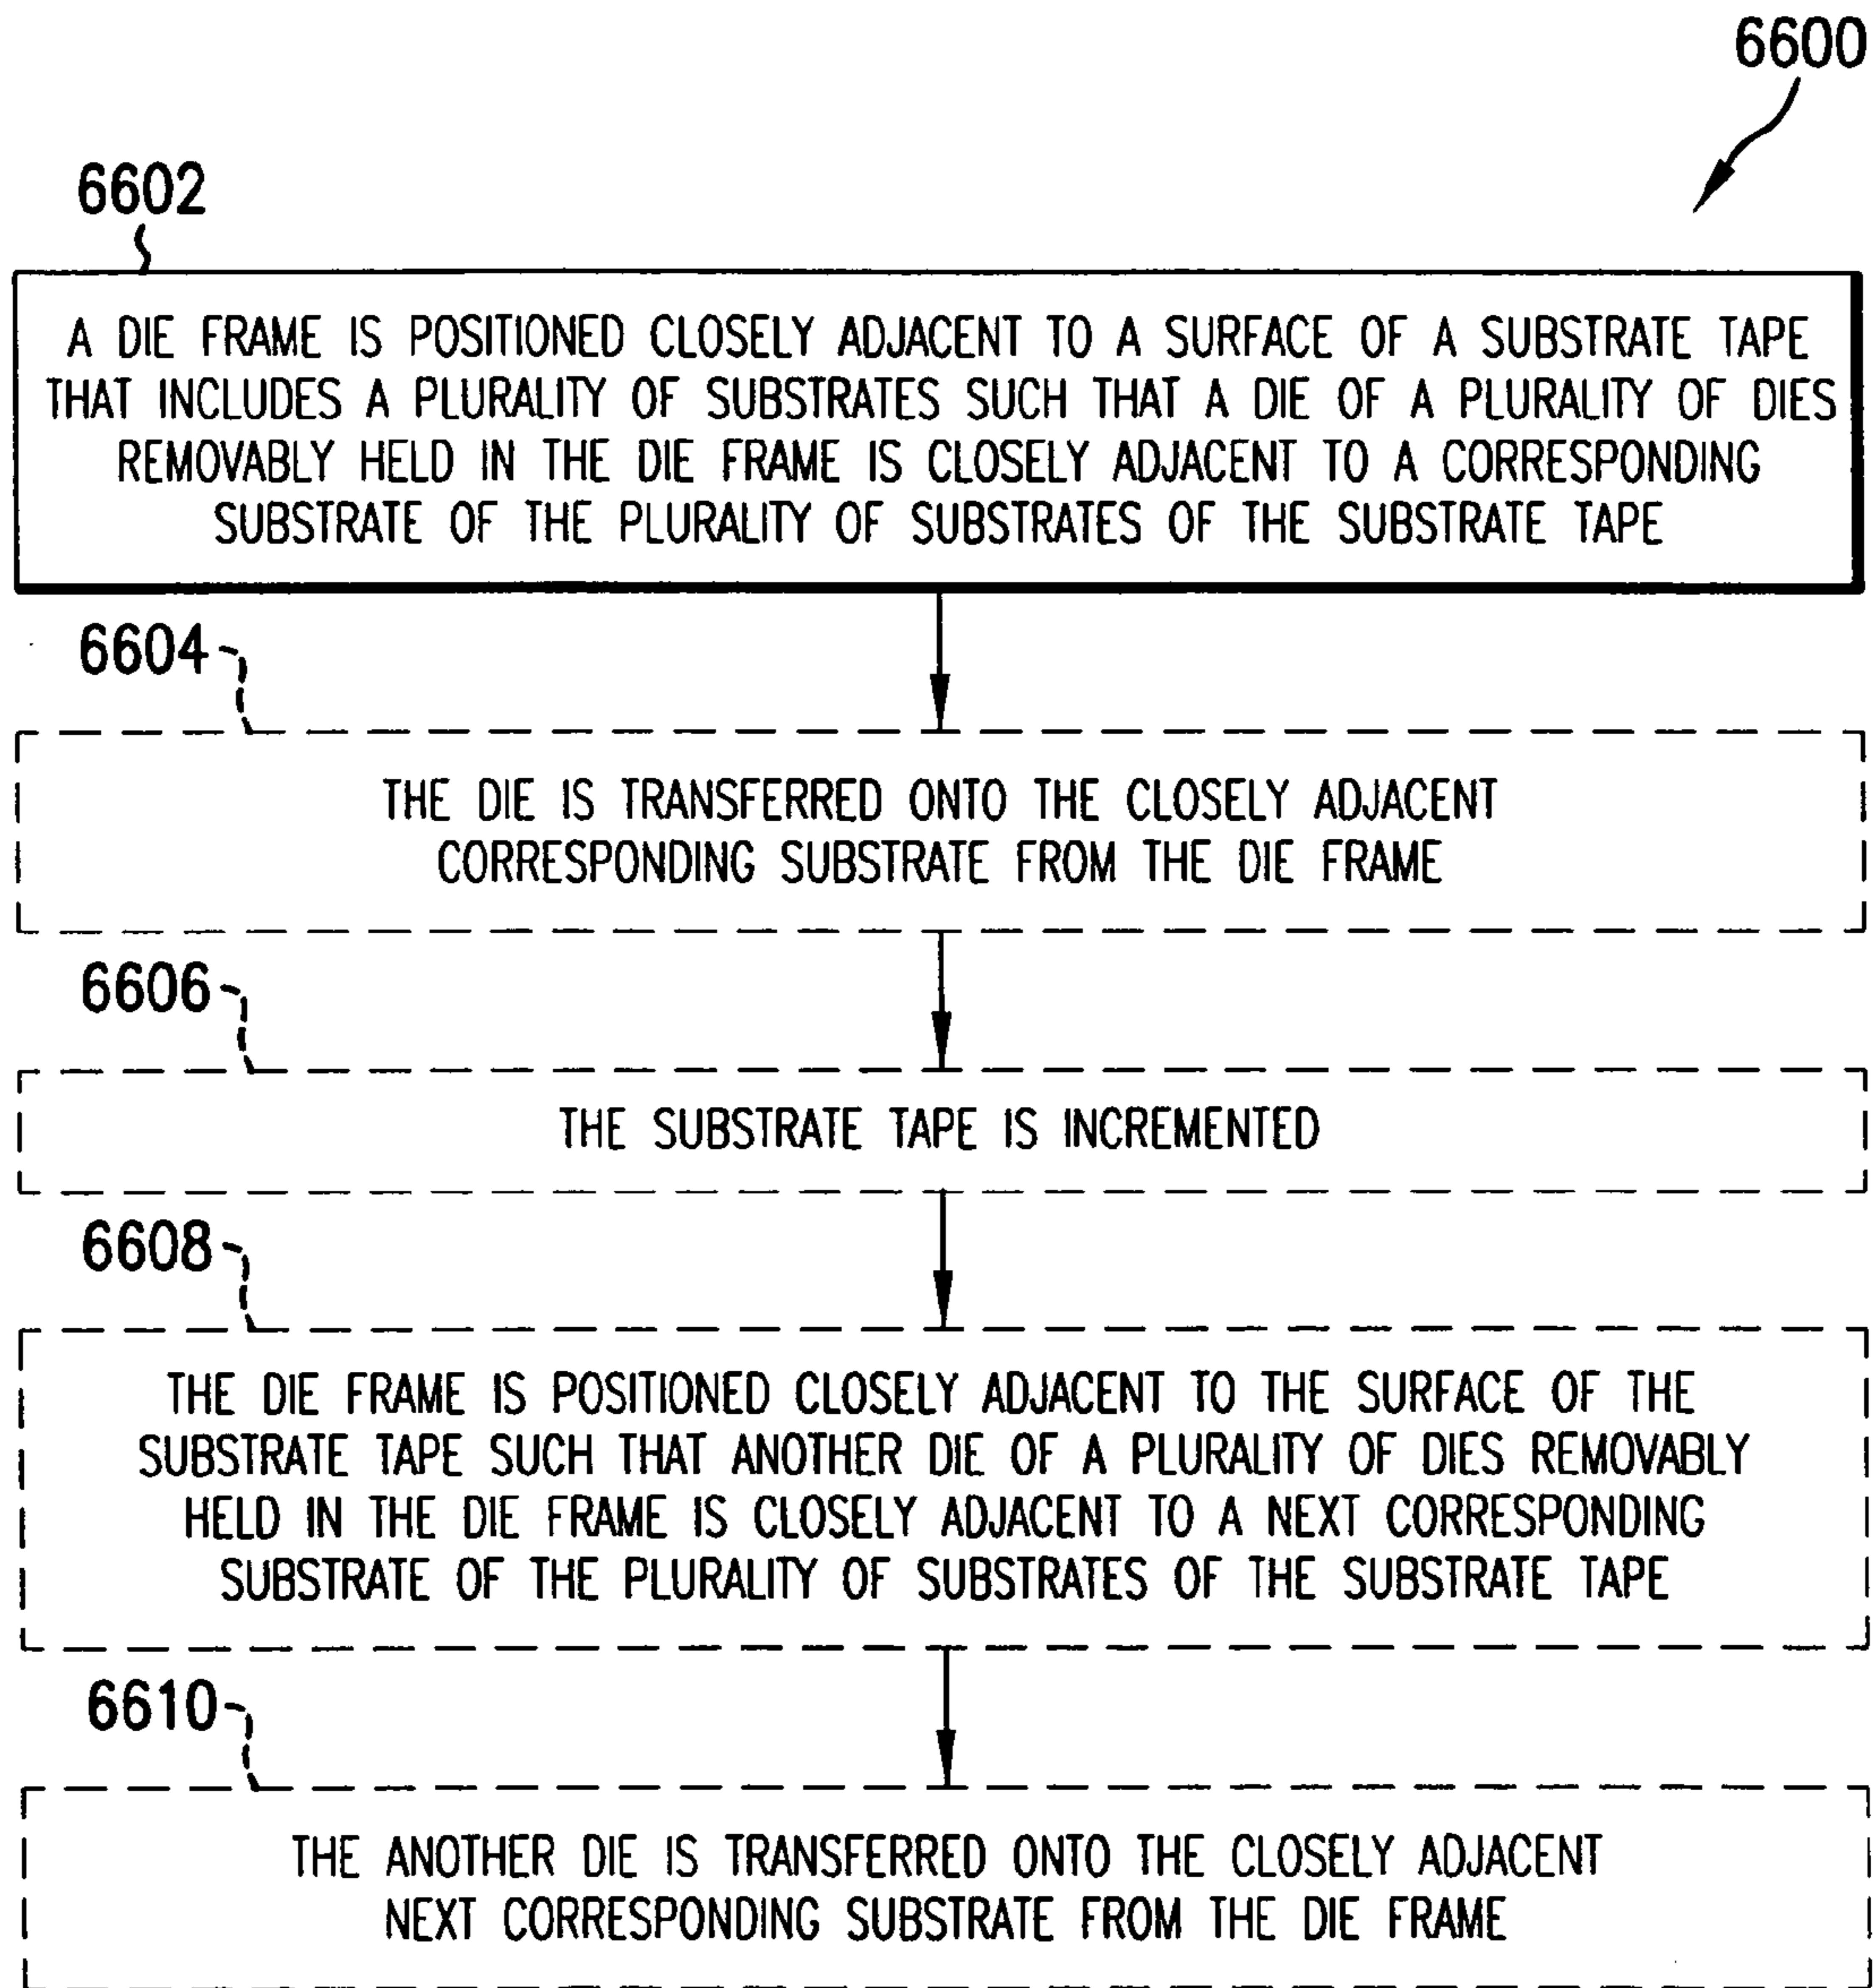 6600
6602
A DIE FRAME IS POSITIONED CLOSELY ADJACENT TO A SURFACE OF A SUBSTRATE TAPE
THAT INCLUDES A PLURALITY OF SUBSTRATES SUCH THAT A DIE OF A PLURALITY OF DIES
REMOVABLY HELD IN THE DIE FRAME IS CLOSELY ADJACENT TO A CORRESPONDING
SUBSTRATE OF THE PLURALITY OF SUBSTRATES OF THE SUBSTRATE TAPE
6604
THE DIE IS TRANSFERRED ONTO THE CLOSELY ADJACENT
CORRESPONDING SUBSTRATE FROM THE DIE FRAME
6606
THE SUBSTRATE TAPE IS INCREMENTED
6608
THE DIE FRAME IS POSITIONED CLOSELY ADJACENT TO THE SURFACE OF THE
SUBSTRATE TAPE SUCH THAT ANOTHER DIE OF A PLURALITY OF DIES REMOVABLY
HELD IN THE DIE FRAME IS CLOSELY ADJACENT TO A NEXT CORRESPONDING
SUBSTRATE OF THE PLURALITY OF SUBSTRATES OF THE SUBSTRATE TAPE
6610
THE ANOTHER DIE IS TRANSFERRED ONTO THE CLOSELY ADJACENT
NEXT CORRESPONDING SUBSTRATE FROM THE DIE FRAME